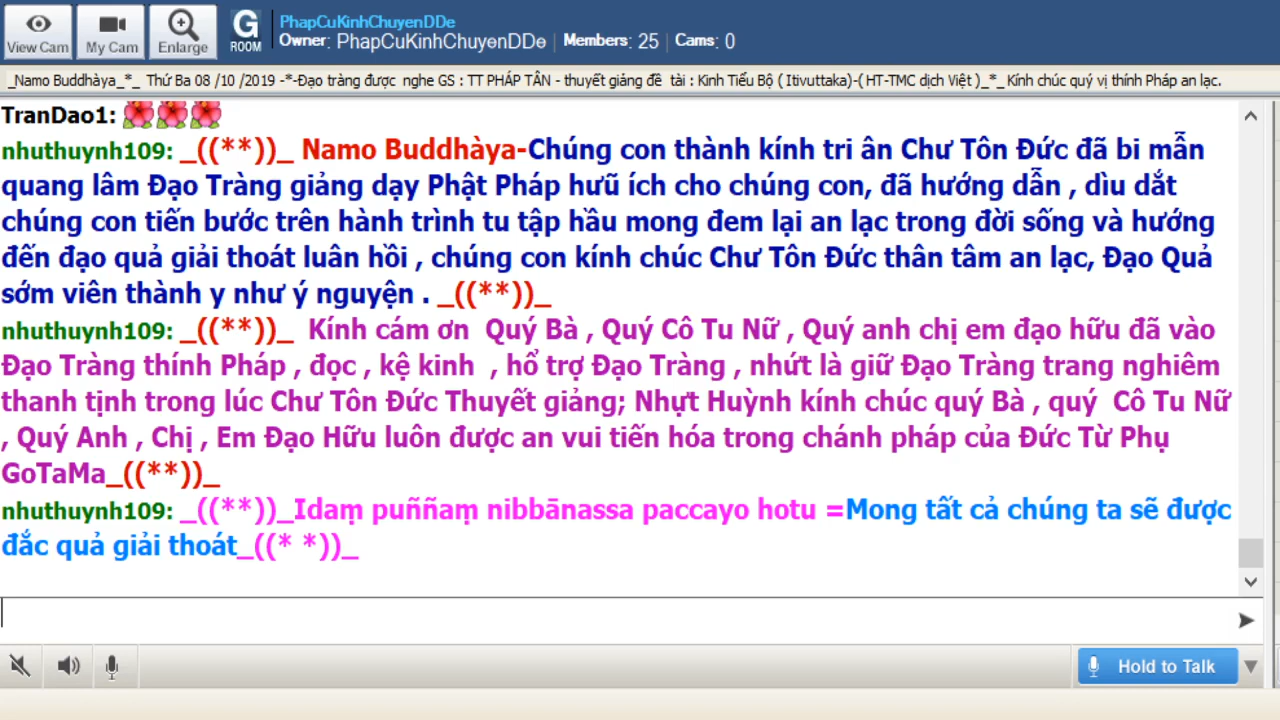 PhapCuKinhChuyenDDe
View Cam My Cam Enlarge G ROOM Owner: PhapCuKinhChuyenDDe Members: 25 Cams: 0
_Namo Buddhàya_*_ Thứ Ba 08 /10 /2019 -*-Đạo tràng được nghe GS : TT PHÁP TÂN - thuyết giảng đề tài : Kinh Tiểu Bộ ( Itivuttaka)-( HT-TMC dịch Việt )_*_Kính chúc quý vị thính Pháp an lạc.
TranDao1:
nhuthuynh109: _((**))_ Namo Buddhàya-Chúng con thành kính tri ân Chư Tôn Đức đã bi mẫn
quang lâm Đạo Tràng giảng dạy Phật Pháp hưũ ích cho chúng con, đã hướng dẫn , dìu dắt
chúng con tiến bước trên hành trình tu tập hầu mong đem lại an lạc trong đời sống và hướng
đến đạo quả giải thoát luân hồi , chúng con kính chúc Chư Tôn Đức thân tâm an lạc, Đạo Quả
sớm viên thành y như ý nguyện . _((**))_
nhuthuynh109: _((**))_ Kính cám ơn Quý Bà , Quý Cô Tu Nữ , Quý anh chị em đạo hữu đã vào
Đạo Tràng thính Pháp , đọc , kệ kinh , hổ trợ Đạo Tràng , nhứt là giữ Đạo Tràng trang nghiêm
thanh tịnh trong lúc Chư Tôn Đức Thuyết giảng; Nhựt Huỳnh kính chúc quý Bà , quý Cô Tu Nữ
, Quý Anh , Chị , Em Đạo Hữu luôn được an vui tiến hóa trong chánh pháp của Đức Từ Phụ
GoTaMa_((**))_
nhuthuynh109: _((**))_Idaṃ puññaṃ nibbānassa paccayo hotu =Mong tất cả chúng ta sẽ được
đắc quả giải thoát_((* *))_
Hold to Talk